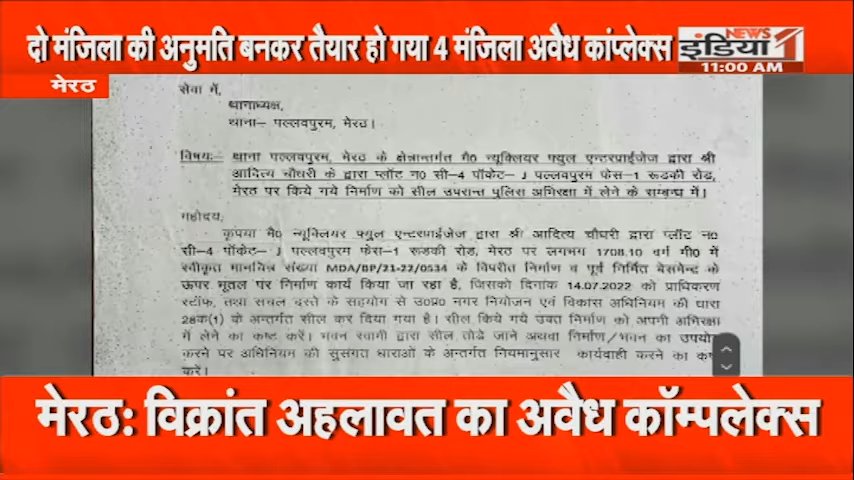 दो मंजिला की अनुमति बनकर तैयार हो गया 4 मंजिला अवैध कांप्लेक्स
NEWS
इंडिया 1
11:00 AM
मेरठ
सेवा में,
थानाध्यक्ष,
थाना– पल्लवपुरम, मेरठ।
विषयः– थाना पल्लवपुरम, मेरठ के क्षेत्रान्तर्गत मै0 न्यूक्लियर फ्युल एन्टरप्राईजेज द्वारा श्री
आदित्य चौधरी के द्वारा प्लॉट न0 सी–4 पॉकेट– J पल्लवपुरम फेस–1 रूडकी रोड,
मेरठ पर किये गये निर्माण को सील उपरान्त पुलिस अभिरक्षा में लेने के सम्बन्ध में।
महोदय,
कृपया मै0 न्यूक्लियर फ्युल एन्टरप्राईजेज द्वारा श्री आदित्य चौधरी द्वारा प्लॉट न0
सी–4 पॉकेट– J पल्लवपुरम फेस–1 रूडकी रोड, मेरठ पर लगभग 1708.10 वर्ग मी0 में
स्वीकृत मानचित्र संख्या MDA/BP/21-22/0534 के विपरीत निर्माण व पूर्व निर्मित बेसमेन्ट के
ऊपर भूतल पर निर्माण कार्य किया जा रहा है, जिसको दिनांक 14.07.2022 को प्राधिकरण
स्टॉफ, तथा सचल दस्ते के सहयोग से उ0प्र0 नगर नियोजन एवं विकास अधिनियम की धारा
28क(1) के अन्तर्गत सील कर दिया गया है। सील किये गये उक्त निर्माण को अपनी अभिरक्षा
में लेने का कष्ट करें। भवन स्वामी द्वारा सील तोडे जाने अथवा निर्माण/भवन का उपयो
करने पर अधिनियम की सुसंगत धाराओं के अन्तर्गत नियमानुसार कार्यवाही करने का कष्
करें।
मेरठ: विक्रांत अहलावत का अवैध कॉम्पलेक्स